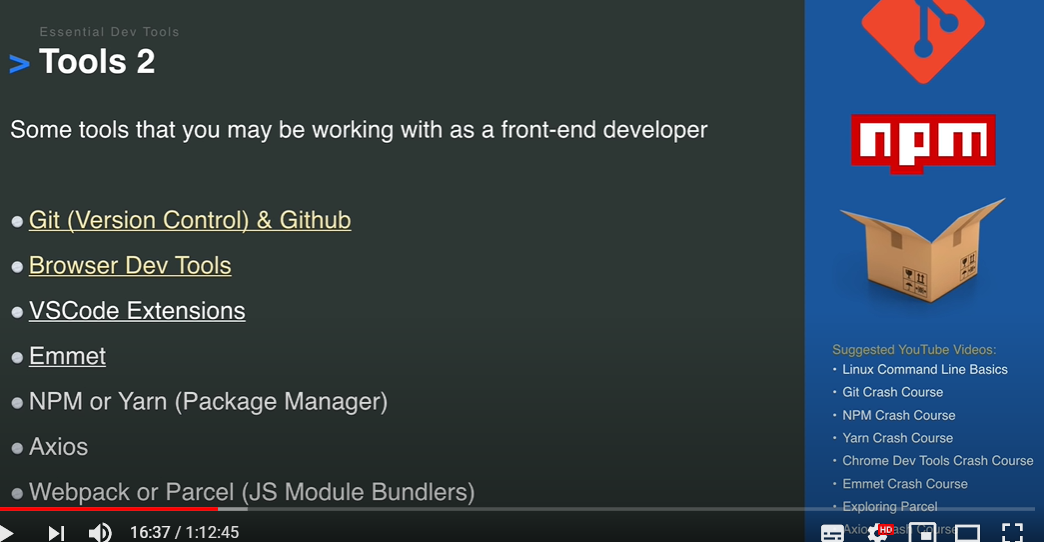 Essential Dev Tools
> Tools 2
Some tools that you may be working with as a front-end developer
Git (Version Control) & Github
Browser Dev Tools
VSCode Extensions
Emmet
NPM or Yarn (Package Manager)
Axios
Webpack or Parcel (JS Module Bundlers)
npm
Suggested YouTube Videos:
Linux Command Line Basics
Git Crash Course
NPM Crash Course
Yarn Crash Course
Chrome Dev Tools Crash Course
Emmet Crash Course
Exploring Parcel
Axios Crash Course
16:37 / 1:12:45
HD